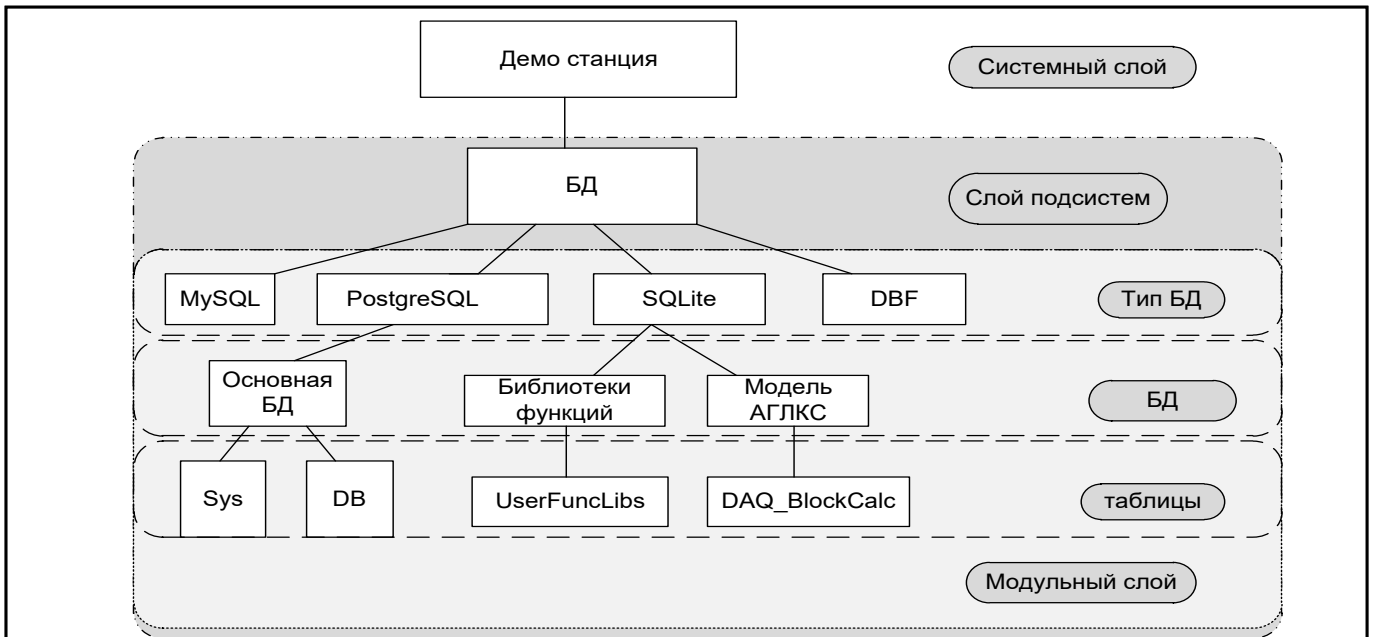 Демо станция
Системный слой
БД
Слой подсистем
MySQL
PostgreSQL
SQLite
DBF
Тип БД
Основная
БД
Библиотеки
функций
Модель
АГЛКС
БД
Sys
DB
UserFuncLibs
DAQ_BlockCalc
таблицы
Модульный слой